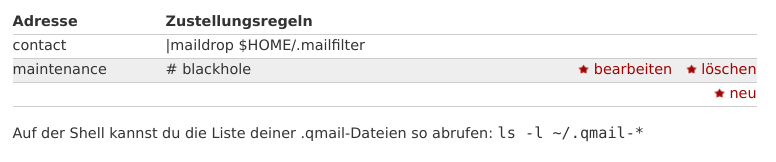 Adresse Zustellungsregeln
contact |maildrop $HOME/.mailfilter
maintenance # blackhole ★ bearbeiten ★ löschen
★ neu
Auf der Shell kannst du die Liste deiner .qmail-Dateien so abrufen: ls -l ~/.qmail-*